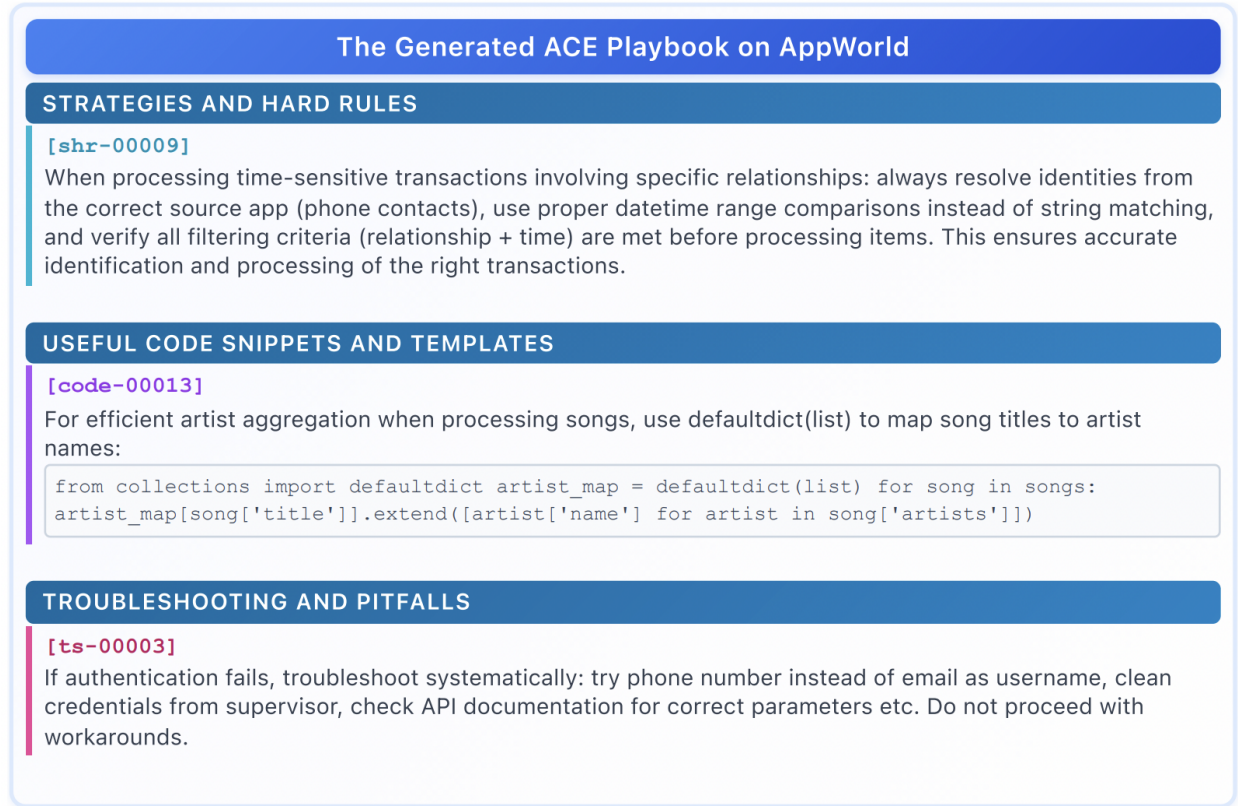 The Generated ACE Playbook on AppWorld
STRATEGIES AND HARD RULES
[shr-00009]
When processing time-sensitive transactions involving specific relationships: always resolve identities from
the correct source app (phone contacts), use proper datetime range comparisons instead of string matching,
and verify all filtering criteria (relationship + time) are met before processing items. This ensures accurate
identification and processing of the right transactions.
USEFUL CODE SNIPPETS AND TEMPLATES
[code-00013]
For efficient artist aggregation when processing songs, use defaultdict(list) to map song titles to artist
names:
from collections import defaultdict artist_map = defaultdict(list) for song in songs:
artist_map[song['title']].extend([artist['name'] for artist in song['artists']])
TROUBLESHOOTING AND PITFALLS
[ts-00003]
If authentication fails, troubleshoot systematically: try phone number instead of email as username, clean
credentials from supervisor, check API documentation for correct parameters etc. Do not proceed with
workarounds.